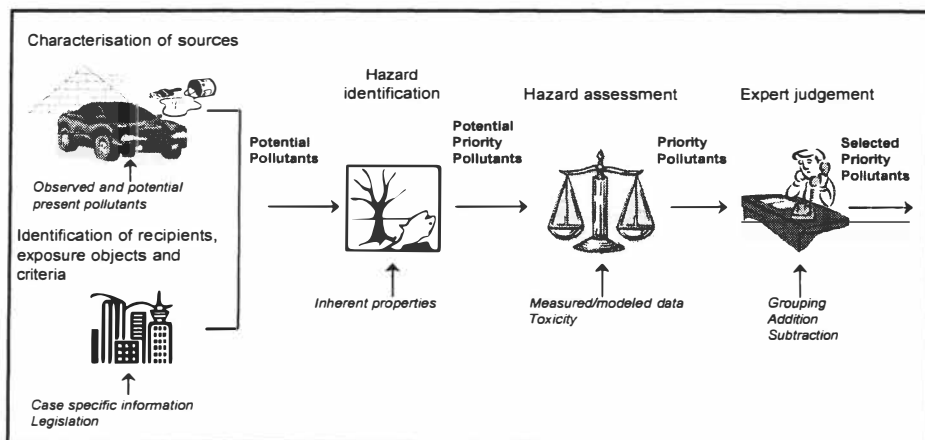 Characterisation of sources
Observed and potential
present pollutants
Identification of recipients,
exposure objects and
criteria
Case specific information
Legislation
Potential
Pollutants
Hazard
identification
Inherent properties
Potential
Priority
Pollutants
Hazard assessment
Measured/modeled data
Toxicity
Priority
Pollutants
Expert judgement
Grouping
Addition
Subtraction
Selected
Priority
Pollutants